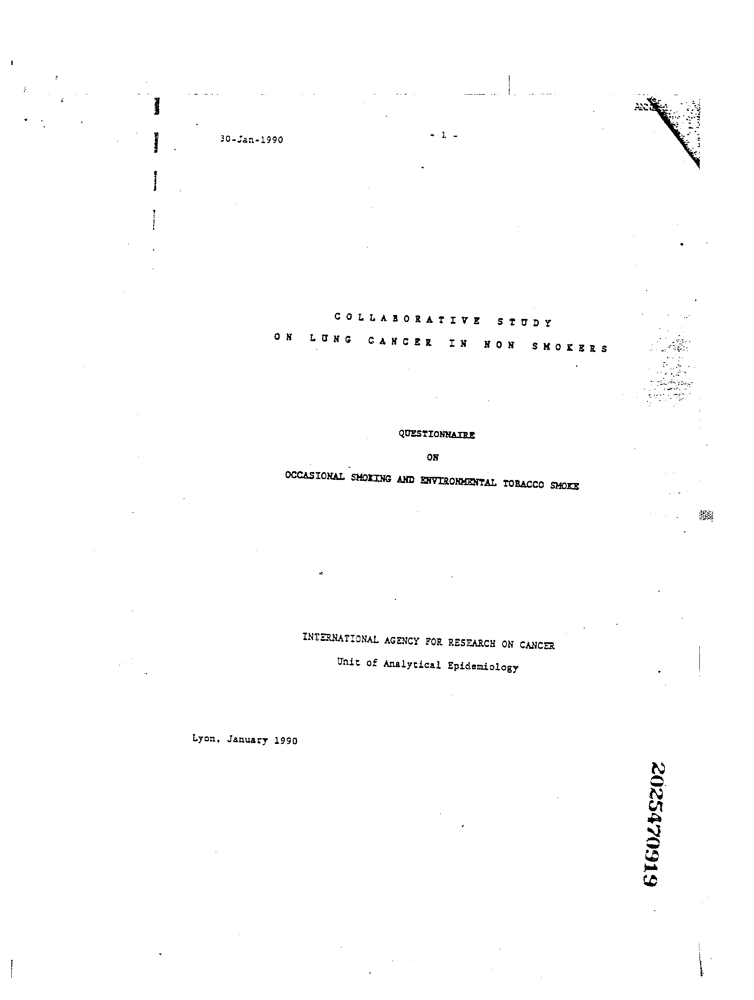 30-Jan-1990
- 1 -
COLLABORATIVE STUDY
ON LUNG CANCER IN NON SMOKERS
QUESTIONNAIRE
ON
OCCASIONAL SMOKING AND ENVIRONMENTAL TOBACCO SMOKE
INTERNATIONAL AGENCY FOR RESEARCH ON CANCER
Unit of Analytical Epidemiology
Lyon, January 1990
2025470919